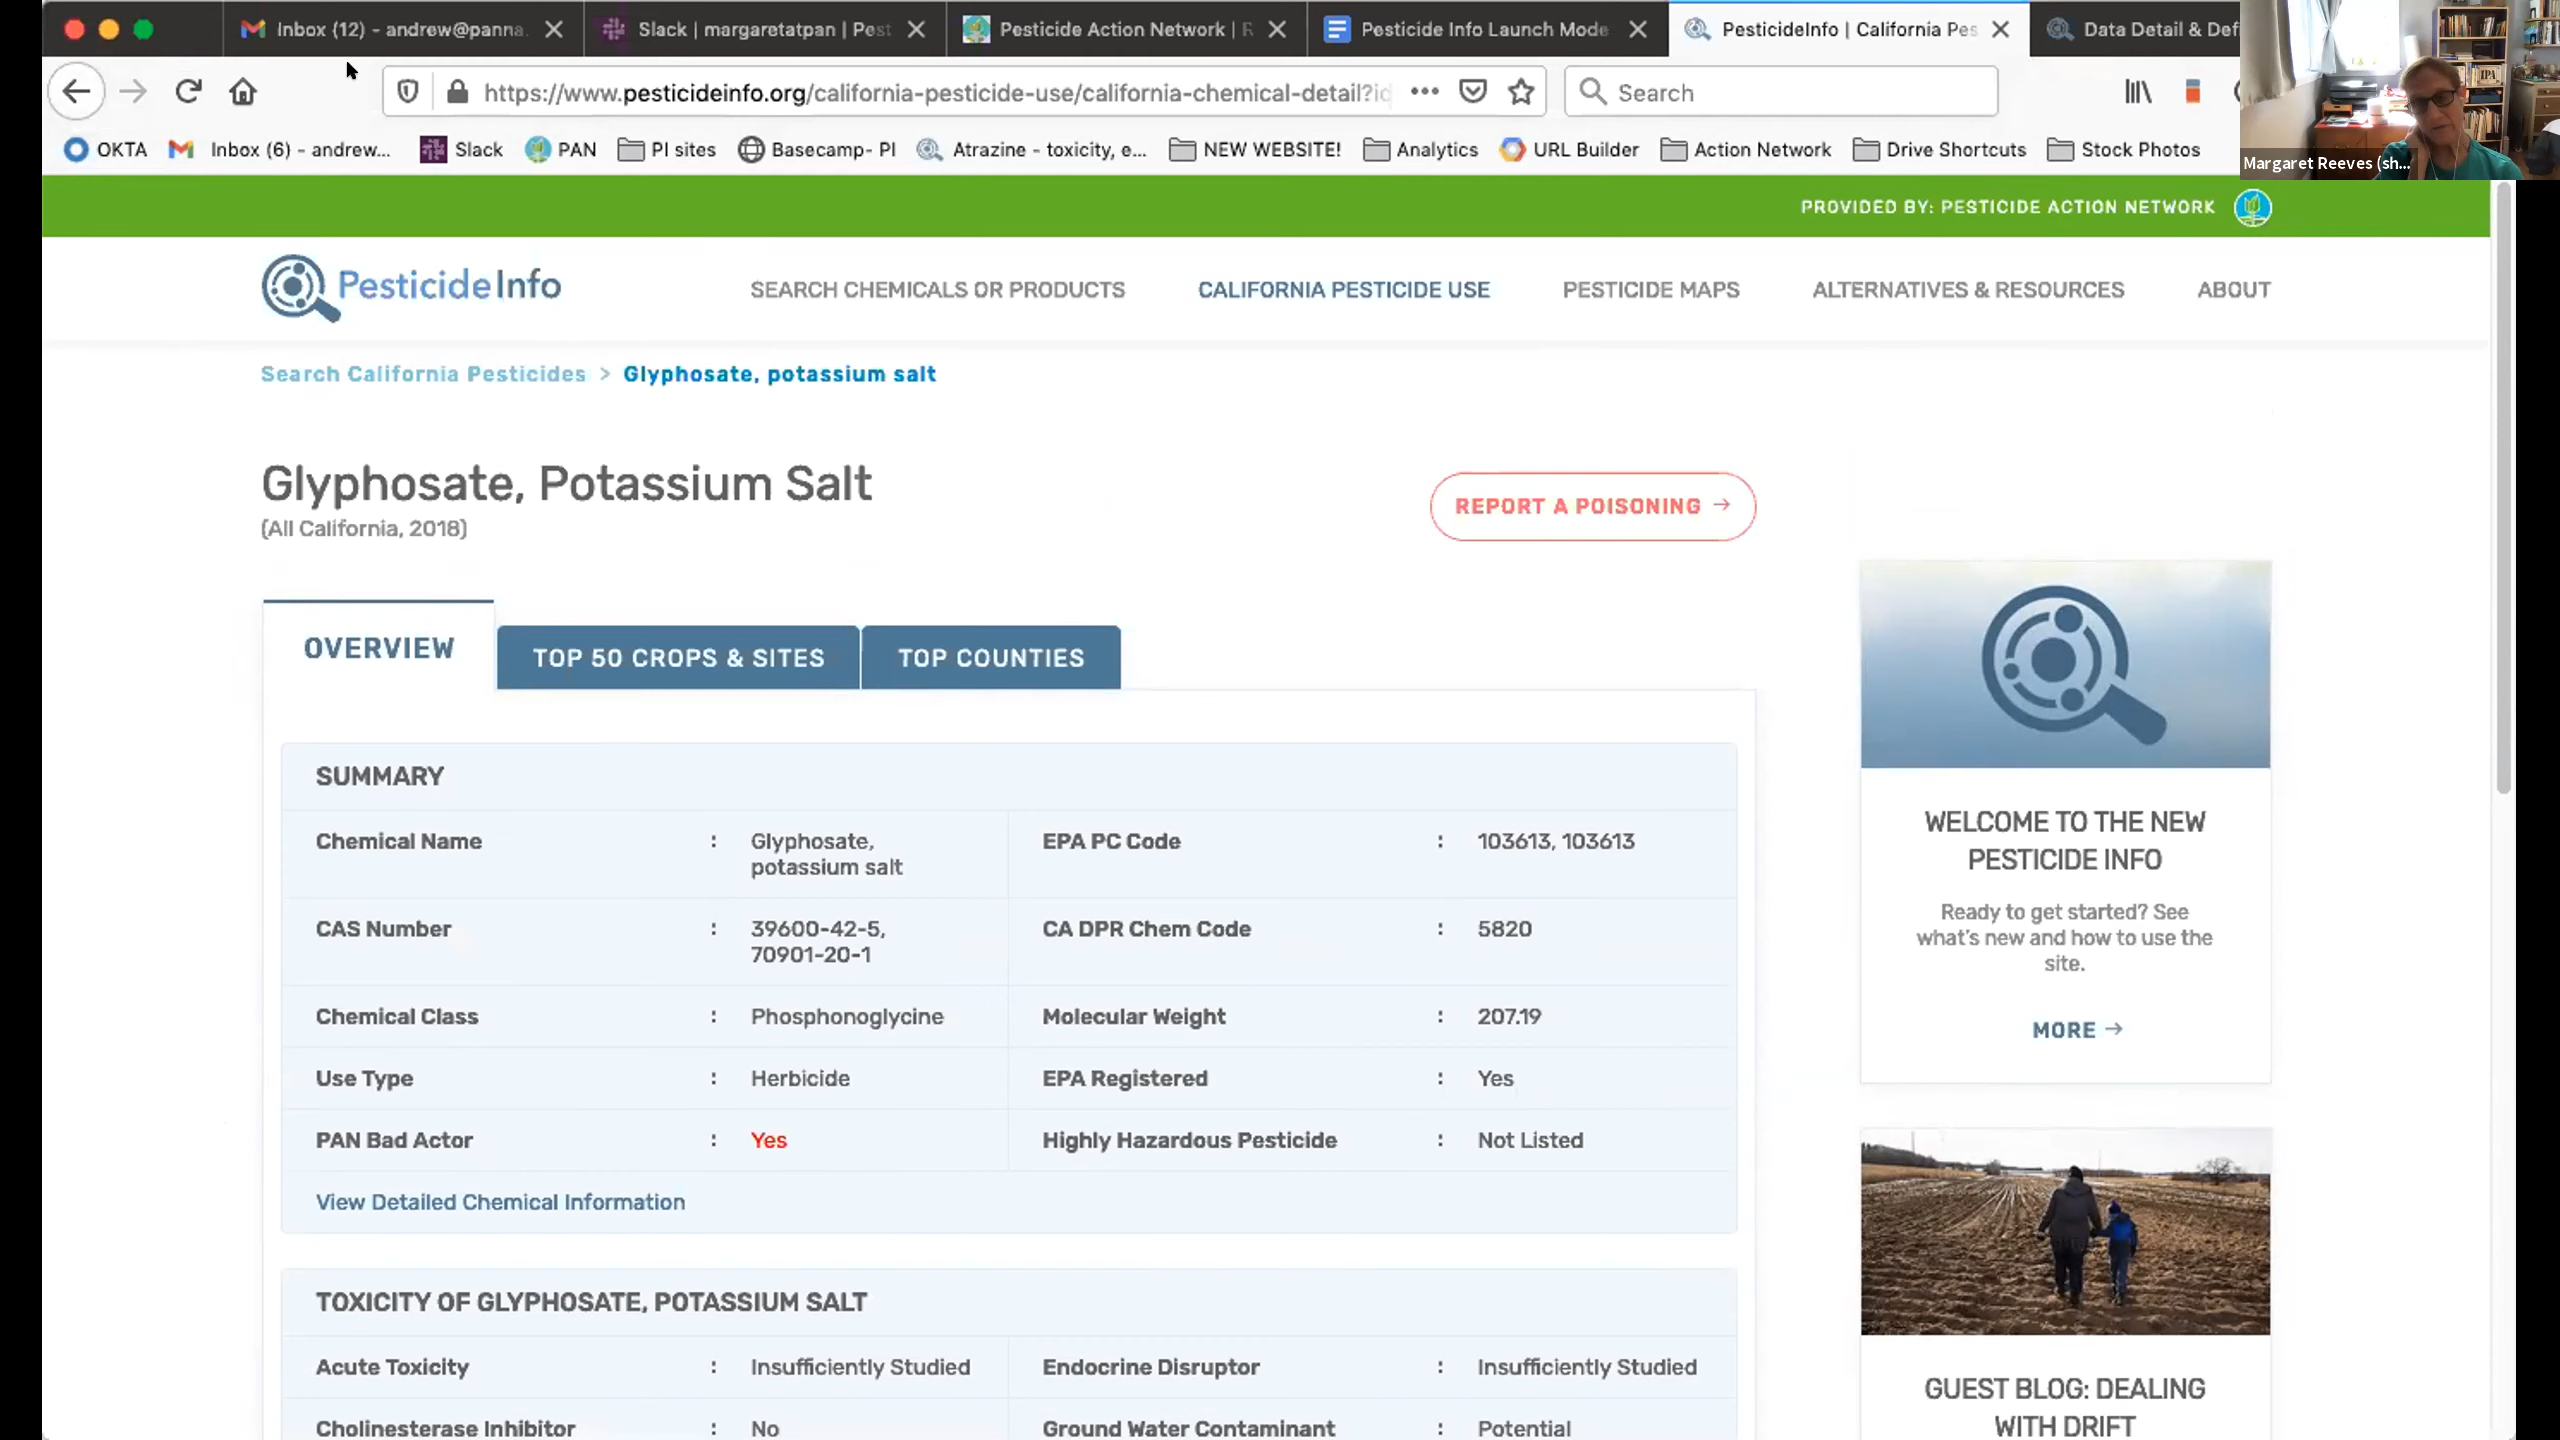 Inbox (12) - andrew@panna.
Slack | margaretatpan | Pest
Pesticide Action Network | R
Pesticide Info Launch Mode
PesticideInfo | California Pes
Data Detail & Def
https://www.pesticideinfo.org/california-pesticide-use/california-chemical-detail?id
Search
OKTA
Inbox (6) - andrew...
Slack
PAN
PI sites
Basecamp- PI
Atrazine - toxicity, e...
NEW WEBSITE!
Analytics
URL Builder
Action Network
Drive Shortcuts
Stock Photos
EPA
Margaret Reeves (sh...
PROVIDED BY: PESTICIDE ACTION NETWORK
PesticideInfo
SEARCH CHEMICALS OR PRODUCTS
CALIFORNIA PESTICIDE USE
PESTICIDE MAPS
ALTERNATIVES & RESOURCES
ABOUT
Search California Pesticides > Glyphosate, potassium salt
Glyphosate, Potassium Salt
(All California, 2018)
REPORT A POISONING →
OVERVIEW
TOP 50 CROPS & SITES
TOP COUNTIES
SUMMARY
Chemical Name : Glyphosate,
potassium salt
EPA PC Code : 103613, 103613
CAS Number : 39600-42-5,
70901-20-1
CA DPR Chem Code : 5820
Chemical Class : Phosphonoglycine
Molecular Weight : 207.19
Use Type : Herbicide
EPA Registered : Yes
PAN Bad Actor : Yes
Highly Hazardous Pesticide : Not Listed
View Detailed Chemical Information
TOXICITY OF GLYPHOSATE, POTASSIUM SALT
Acute Toxicity : Insufficiently Studied
Endocrine Disruptor : Insufficiently Studied
Cholinesterase Inhibitor : No
Ground Water Contaminant : Potential
WELCOME TO THE NEW
PESTICIDE INFO
Ready to get started? See
what's new and how to use the
site.
MORE →
GUEST BLOG: DEALING
WITH DRIFT